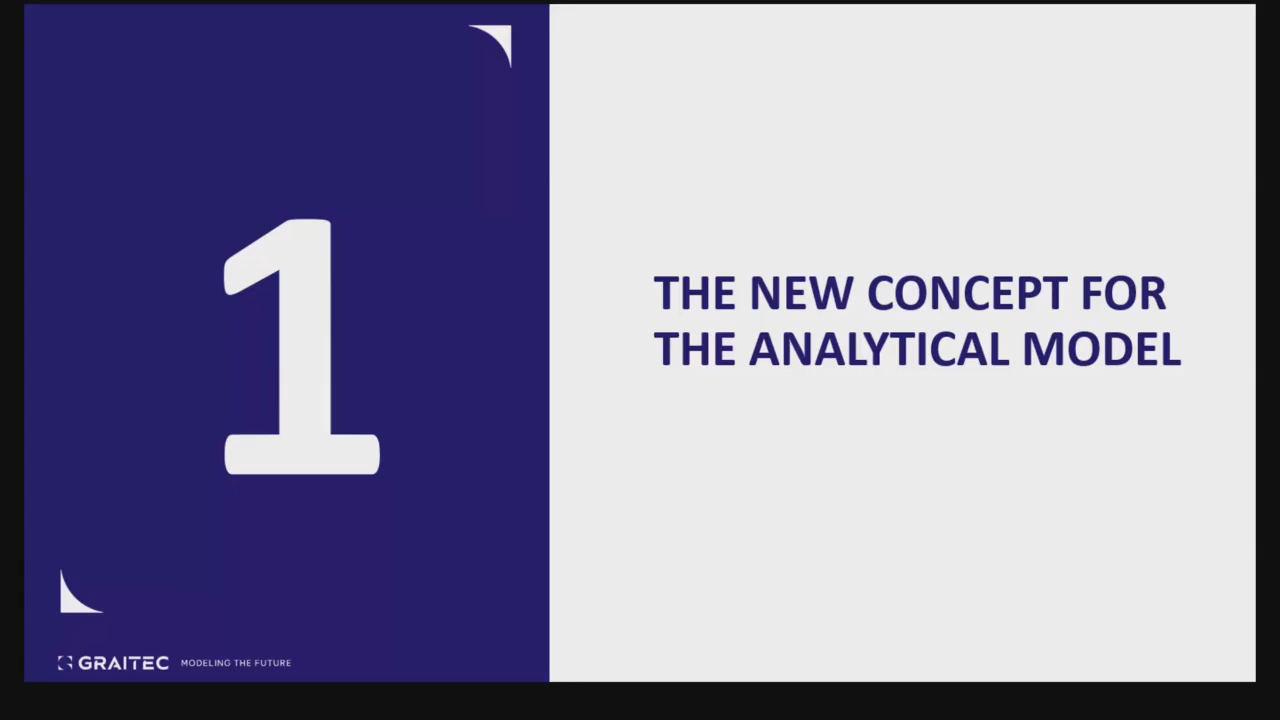 1
THE NEW CONCEPT FOR
THE ANALYTICAL MODEL
GRAITEC MODELING THE FUTURE